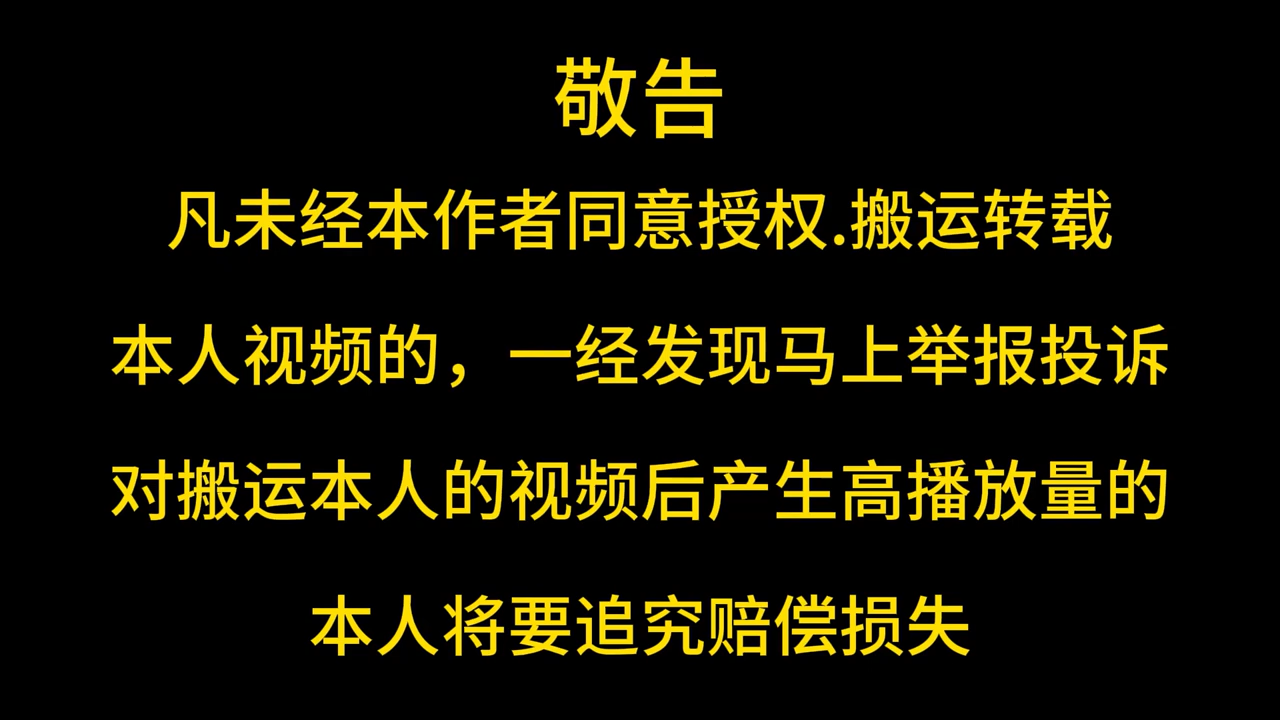 敬告
凡未经本作者同意授权.搬运转载
本人视频的，一经发现马上举报投诉
对搬运本人的视频后产生高播放量的
本人将要追究赔偿损失